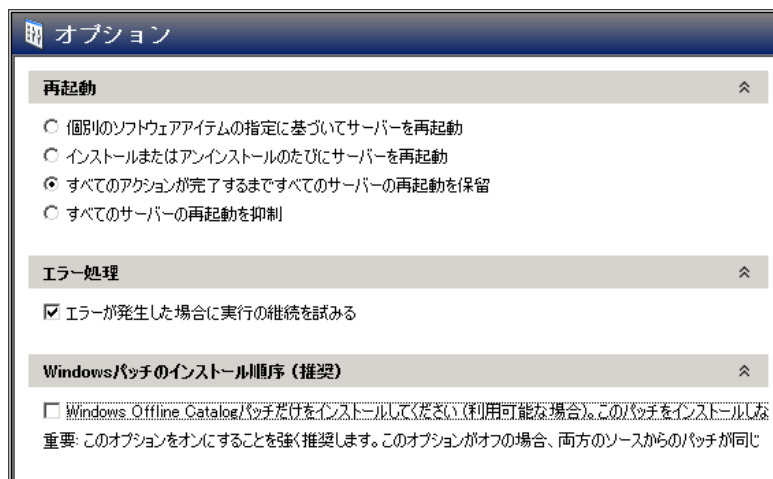 オプション
再起動
個別のソフトウェアアイテムの指定に基づいてサーバーを再起動
インストールまたはアンインストールのたびにサーバーを再起動
すべてのアクションが完了するまですべてのサーバーの再起動を保留
すべてのサーバーの再起動を抑制
エラー処理
エラーが発生した場合に実行の継続を試みる
Windowsパッチのインストール順序（推奨）
Windows Offline Catalogパッチだけをインストールしてください（利用可能な場合）。このパッチをインストールしな
重要: このオプションをオンにすることを強く推奨します。このオプションがオフの場合、両方のソースからのパッチが同じ